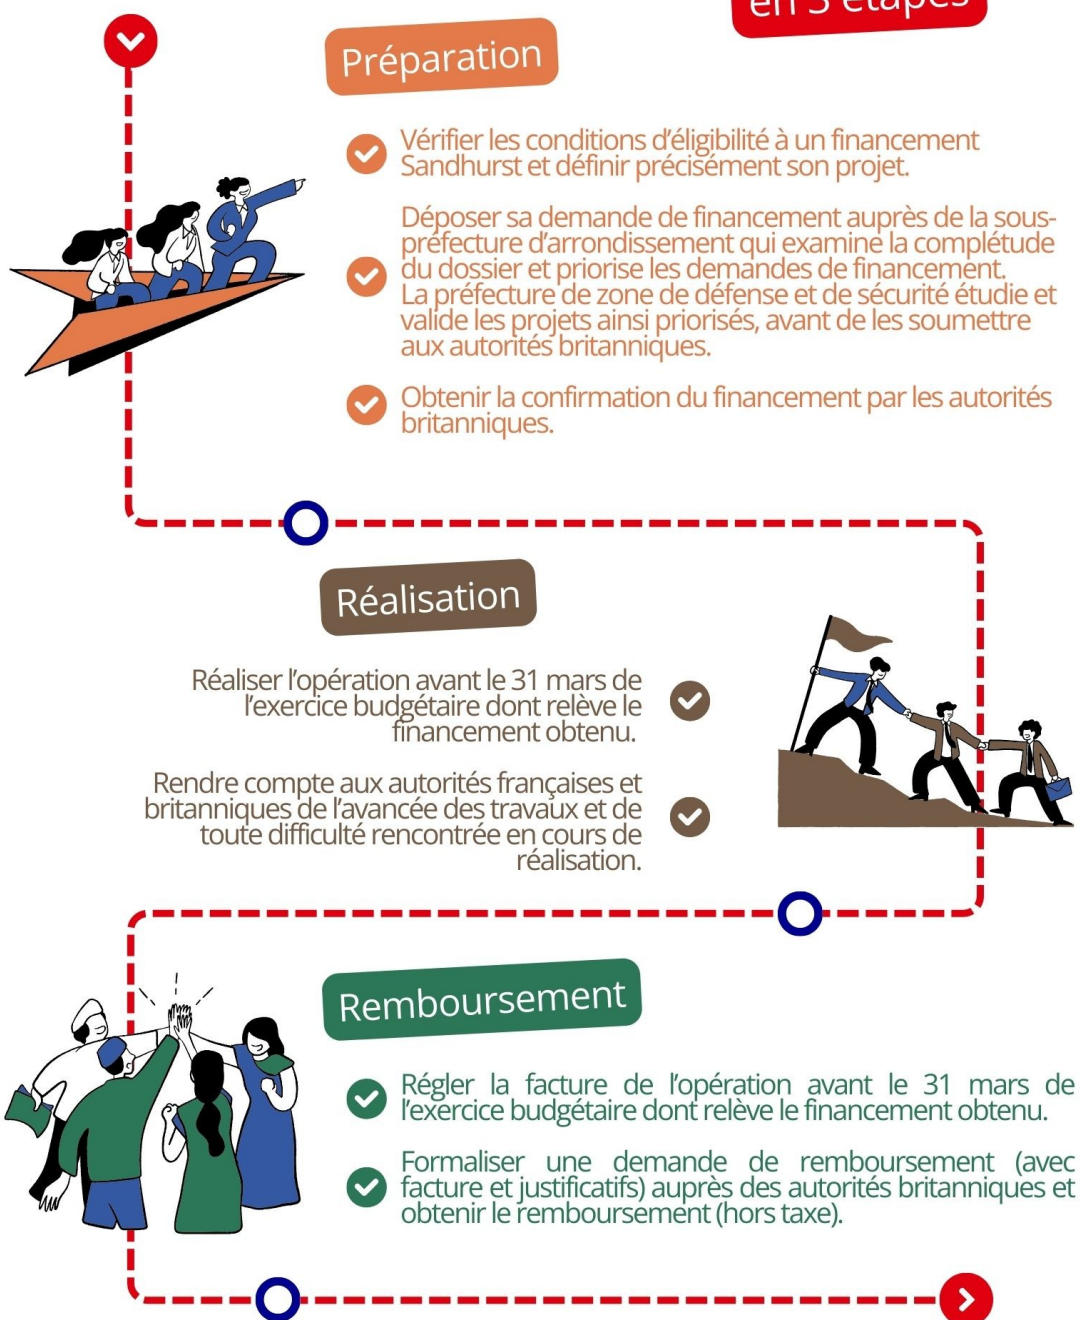 en 3 étapes
Préparation
Vérifier les conditions d'éligibilité à un financement
Sandhurst et définir précisément son projet.
Déposer sa demande de financement auprès de la sous-
préfecture d'arrondissement qui examine la complétude
du dossier et priorise les demandes de financement.
La préfecture de zone de défense et de sécurité étudie et
valide les projets ainsi priorisés, avant de les soumettre
aux autorités britanniques.
Obtenir la confirmation du financement par les autorités
britanniques.
Réalisation
Réaliser l'opération avant le 31 mars de
l'exercice budgétaire dont relève le
financement obtenu.
Rendre compte aux autorités françaises et
britanniques de l'avancée des travaux et de
toute difficulté rencontrée en cours de
réalisation.
Remboursement
Régler la facture de l'opération avant le 31 mars de
l'exercice budgétaire dont relève le financement obtenu.
Formaliser une demande de remboursement (avec
facture et justificatifs) auprès des autorités britanniques et
obtenir le remboursement (hors taxe).